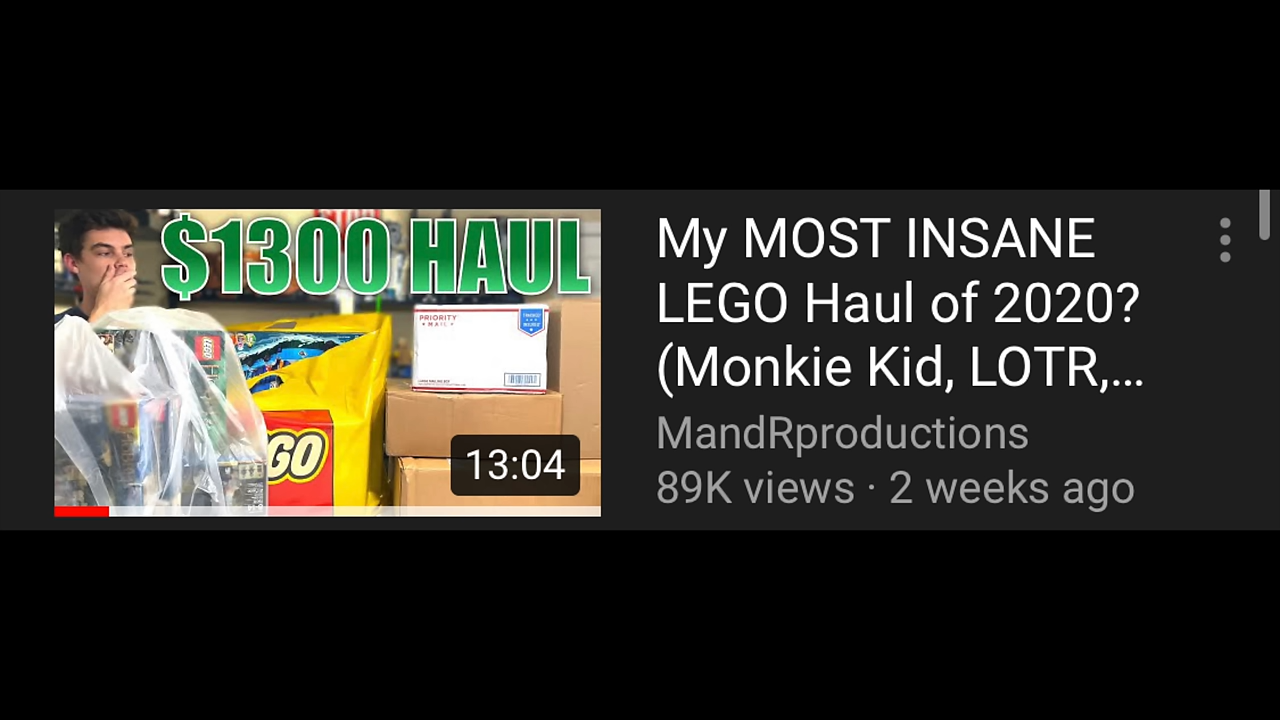 $1300 HAUL
PRIORITY
MAIL
LEGO
GO
13:04
My MOST INSANE
LEGO Haul of 2020?
(Monkie Kid, LOTR,...
MandRproductions
89K views · 2 weeks ago